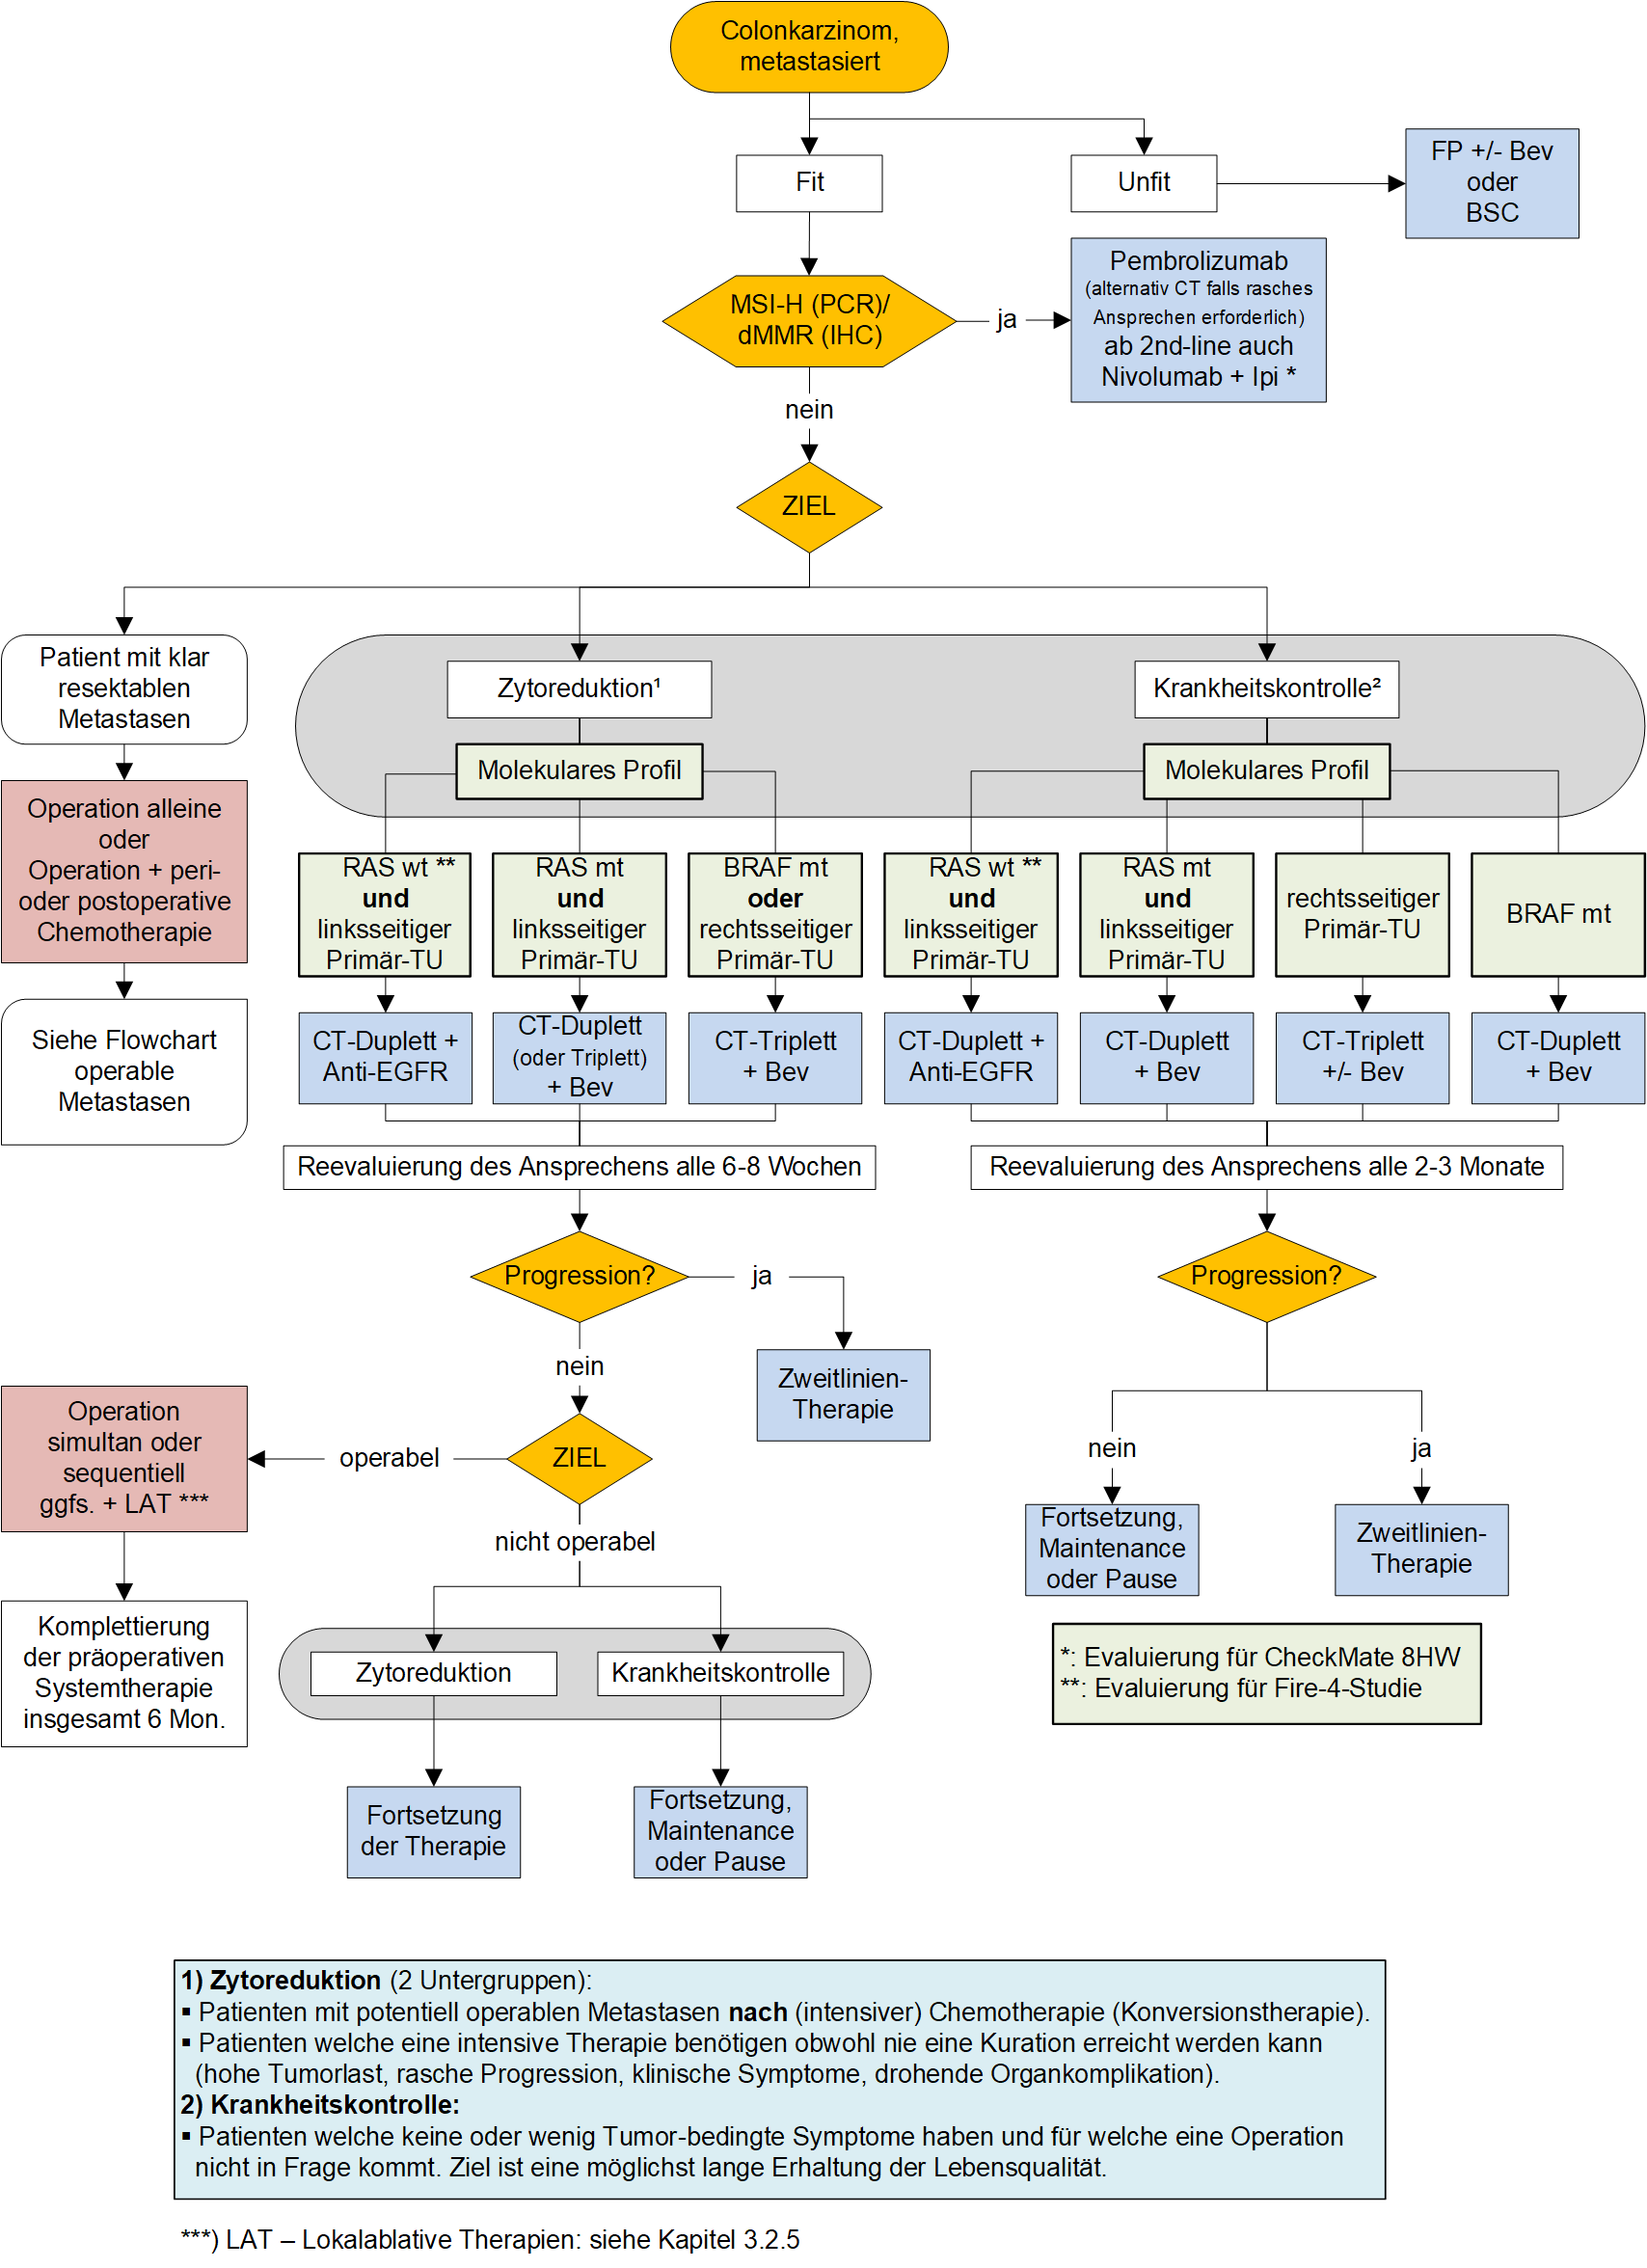 Colonkarzinom,
metastasiert
Fit
Unfit
FP +/- Bev
oder
BSC
MSI-H (PCR)/
dMMR (IHC)
ja
Pembrolizumab
(alternativ CT falls rasches
Ansprechen erforderlich)
ab 2nd-line auch
Nivolumab + Ipi *
nein
ZIEL
Patient mit klar
resektablen
Metastasen
Operation alleine
oder
Operation + peri-
oder postoperative
Chemotherapie
Siehe Flowchart
operable
Metastasen
Zytoreduktion¹
Molekulares Profil
Krankheitskontrolle²
Molekulares Profil
RAS wt **
und
linksseitiger
Primär-TU
RAS mt
und
linksseitiger
Primär-TU
BRAF mt
oder
rechtsseitiger
Primär-TU
RAS wt **
und
linksseitiger
Primär-TU
RAS mt
und
linksseitiger
Primär-TU
rechtsseitiger
Primär-TU
BRAF mt
CT-Duplett +
Anti-EGFR
CT-Duplett
(oder Triplett)
+ Bev
CT-Triplett
+ Bev
CT-Duplett +
Anti-EGFR
CT-Duplett
+ Bev
CT-Triplett
+/- Bev
CT-Duplett
+ Bev
Reevaluierung des Ansprechens alle 6-8 Wochen
Reevaluierung des Ansprechens alle 2-3 Monate
Progression?
ja
Zweitlinien-
Therapie
nein
ZIEL
operabel
Operation
simultan oder
sequentiell
ggfs. + LAT ***
Komplettierung
der präoperativen
Systemtherapie
insgesamt 6 Mon.
nicht operabel
Zytoreduktion
Krankheitskontrolle
Fortsetzung
der Therapie
Fortsetzung,
Maintenance
oder Pause
Progression?
nein
ja
Fortsetzung,
Maintenance
oder Pause
Zweitlinien-
Therapie
*: Evaluierung für CheckMate 8HW
**: Evaluierung für Fire-4-Studie
1) Zytoreduktion (2 Untergruppen):
▪ Patienten mit potentiell operablen Metastasen nach (intensiver) Chemotherapie (Konversionstherapie).
▪ Patienten welche eine intensive Therapie benötigen obwohl nie eine Kuration erreicht werden kann
(hohe Tumorlast, rasche Progression, klinische Symptome, drohende Organkomplikation).
2) Krankheitskontrolle:
▪ Patienten welche keine oder wenig Tumor-bedingte Symptome haben und für welche eine Operation
nicht in Frage kommt. Ziel ist eine möglichst lange Erhaltung der Lebensqualität.
***) LAT – Lokalablative Therapien: siehe Kapitel 3.2.5